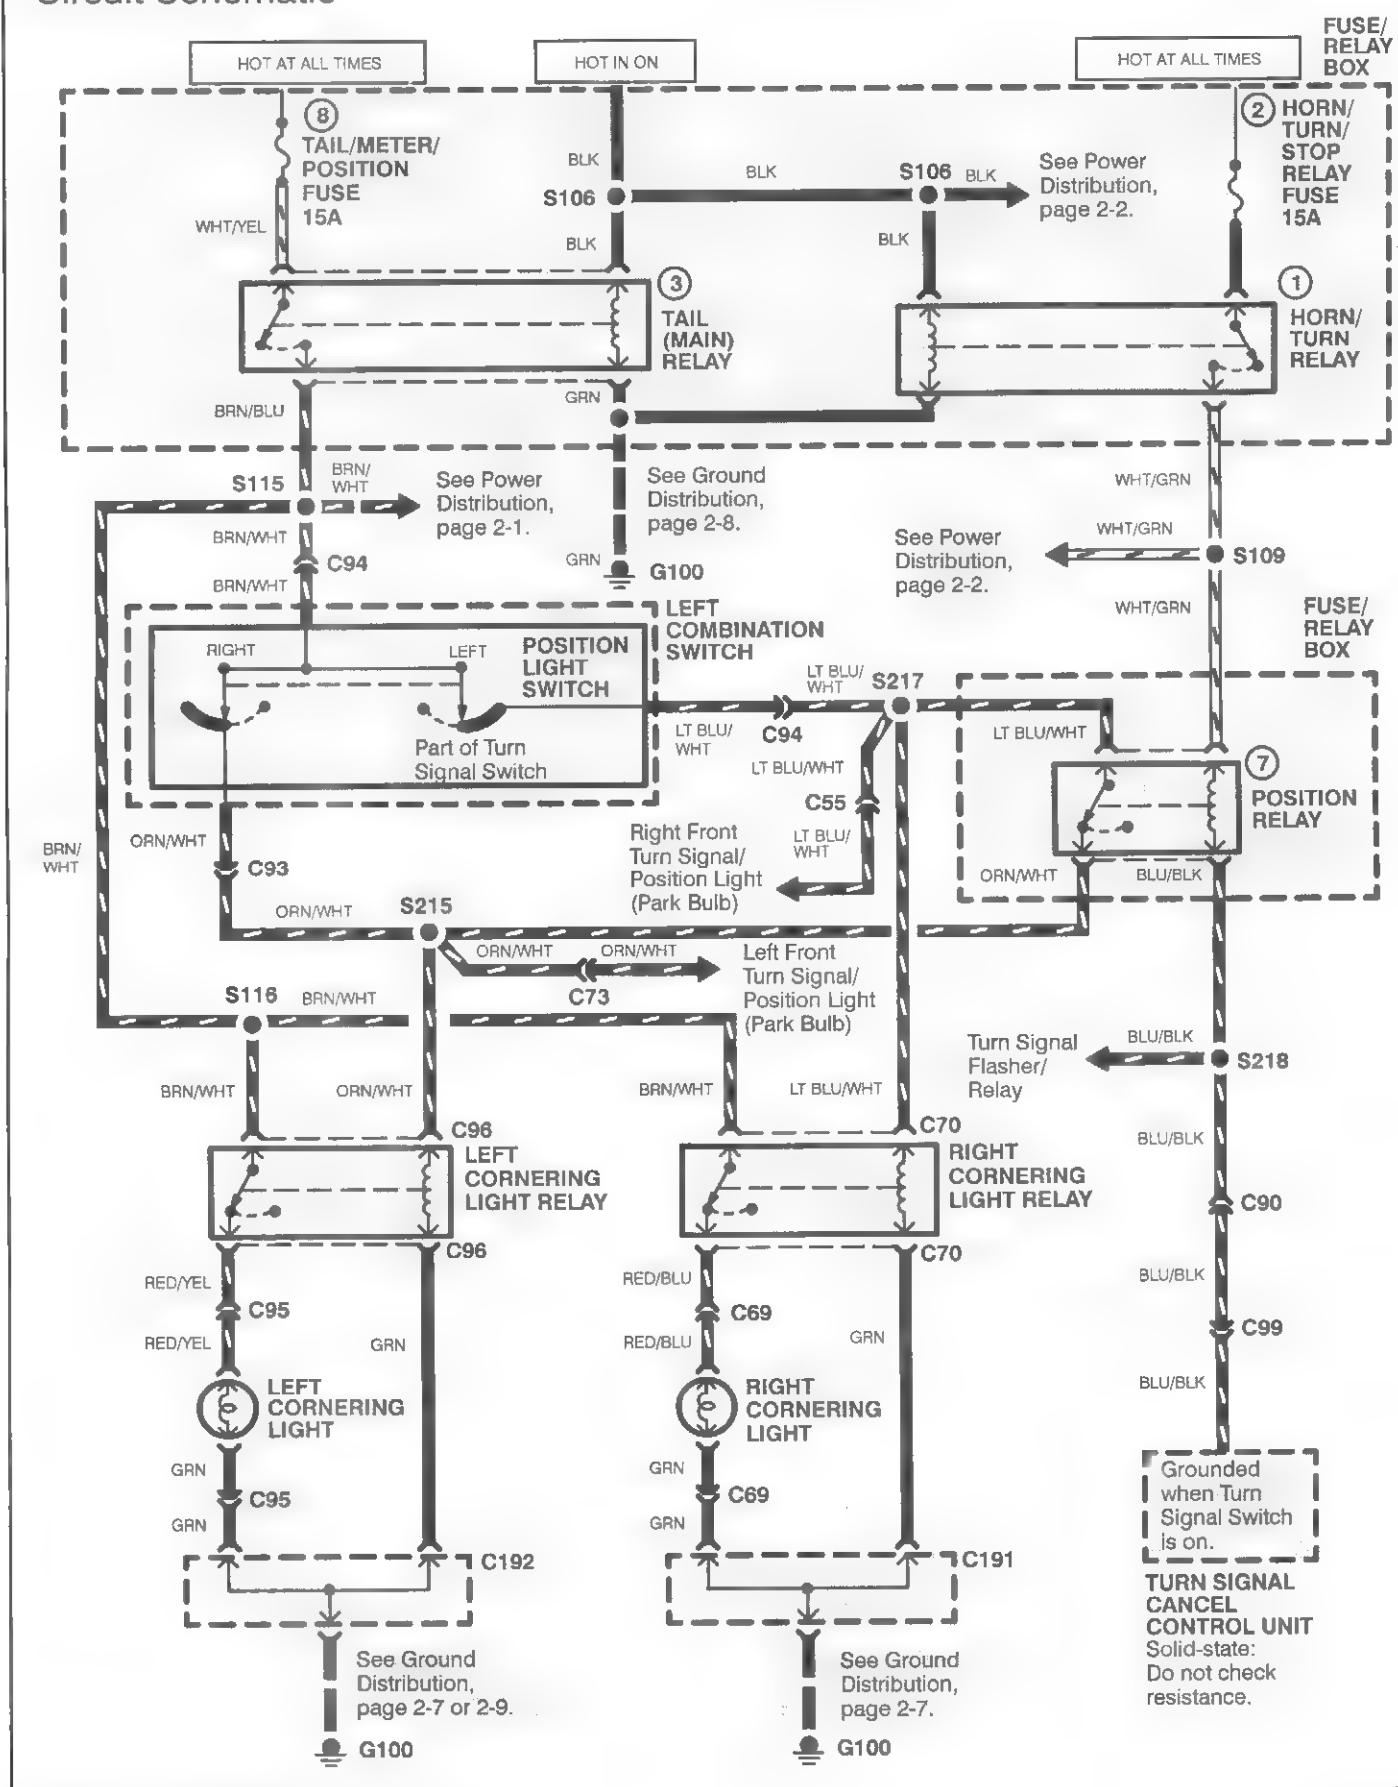 Circuit Schematic
FUSE/
RELAY
BOX
HOT AT ALL TIMES
HOT IN ON
HOT AT ALL TIMES
8
TAIL/METER/
POSITION
FUSE
15A
WHT/YEL
BLK
S106
BLK
BLK
S106
BLK
BLK
See Power
Distribution,
page 2-2.
2
HORN/
TURN/
STOP
RELAY
FUSE
15A
3
TAIL
(MAIN)
RELAY
1
HORN/
TURN
RELAY
BRN/BLU
GRN
S115
BRN/
WHT
See Power
Distribution,
page 2-1.
See Ground
Distribution,
page 2-8.
WHT/GRN
WHT/GRN
See Power
Distribution,
page 2-2.
S109
BRN/WHT
C94
BRN/WHT
GRN
G100
WHT/GRN
FUSE/
RELAY
BOX
LEFT
COMBINATION
SWITCH
RIGHT
LEFT
POSITION
LIGHT
SWITCH
Part of Turn
Signal Switch
LT BLU/
WHT
S217
LT BLU/
WHT
C94
LT BLU/WHT
LT BLU/WHT
C55
LT BLU/
WHT
7
POSITION
RELAY
BRN/
WHT
ORN/WHT
C93
Right Front
Turn Signal/
Position Light
(Park Bulb)
ORN/WHT
BLU/BLK
ORN/WHT
S215
ORN/WHT
ORN/WHT
C73
Left Front
Turn Signal/
Position Light
(Park Bulb)
S116
BRN/WHT
Turn Signal
Flasher/
Relay
BLU/BLK
S218
BRN/WHT
ORN/WHT
BRN/WHT
LT BLU/WHT
C96
LEFT
CORNERING
LIGHT RELAY
C96
C70
RIGHT
CORNERING
LIGHT RELAY
C70
BLU/BLK
C90
BLU/BLK
C99
BLU/BLK
RED/YEL
C95
RED/YEL
GRN
RED/BLU
C69
RED/BLU
GRN
LEFT
CORNERING
LIGHT
RIGHT
CORNERING
LIGHT
GRN
C95
GRN
GRN
C69
GRN
Grounded
when Turn
Signal Switch
is on.
C192
C191
TURN SIGNAL
CANCEL
CONTROL UNIT
Solid-state:
Do not check
resistance.
See Ground
Distribution,
page 2-7 or 2-9.
G100
See Ground
Distribution,
page 2-7.
G100